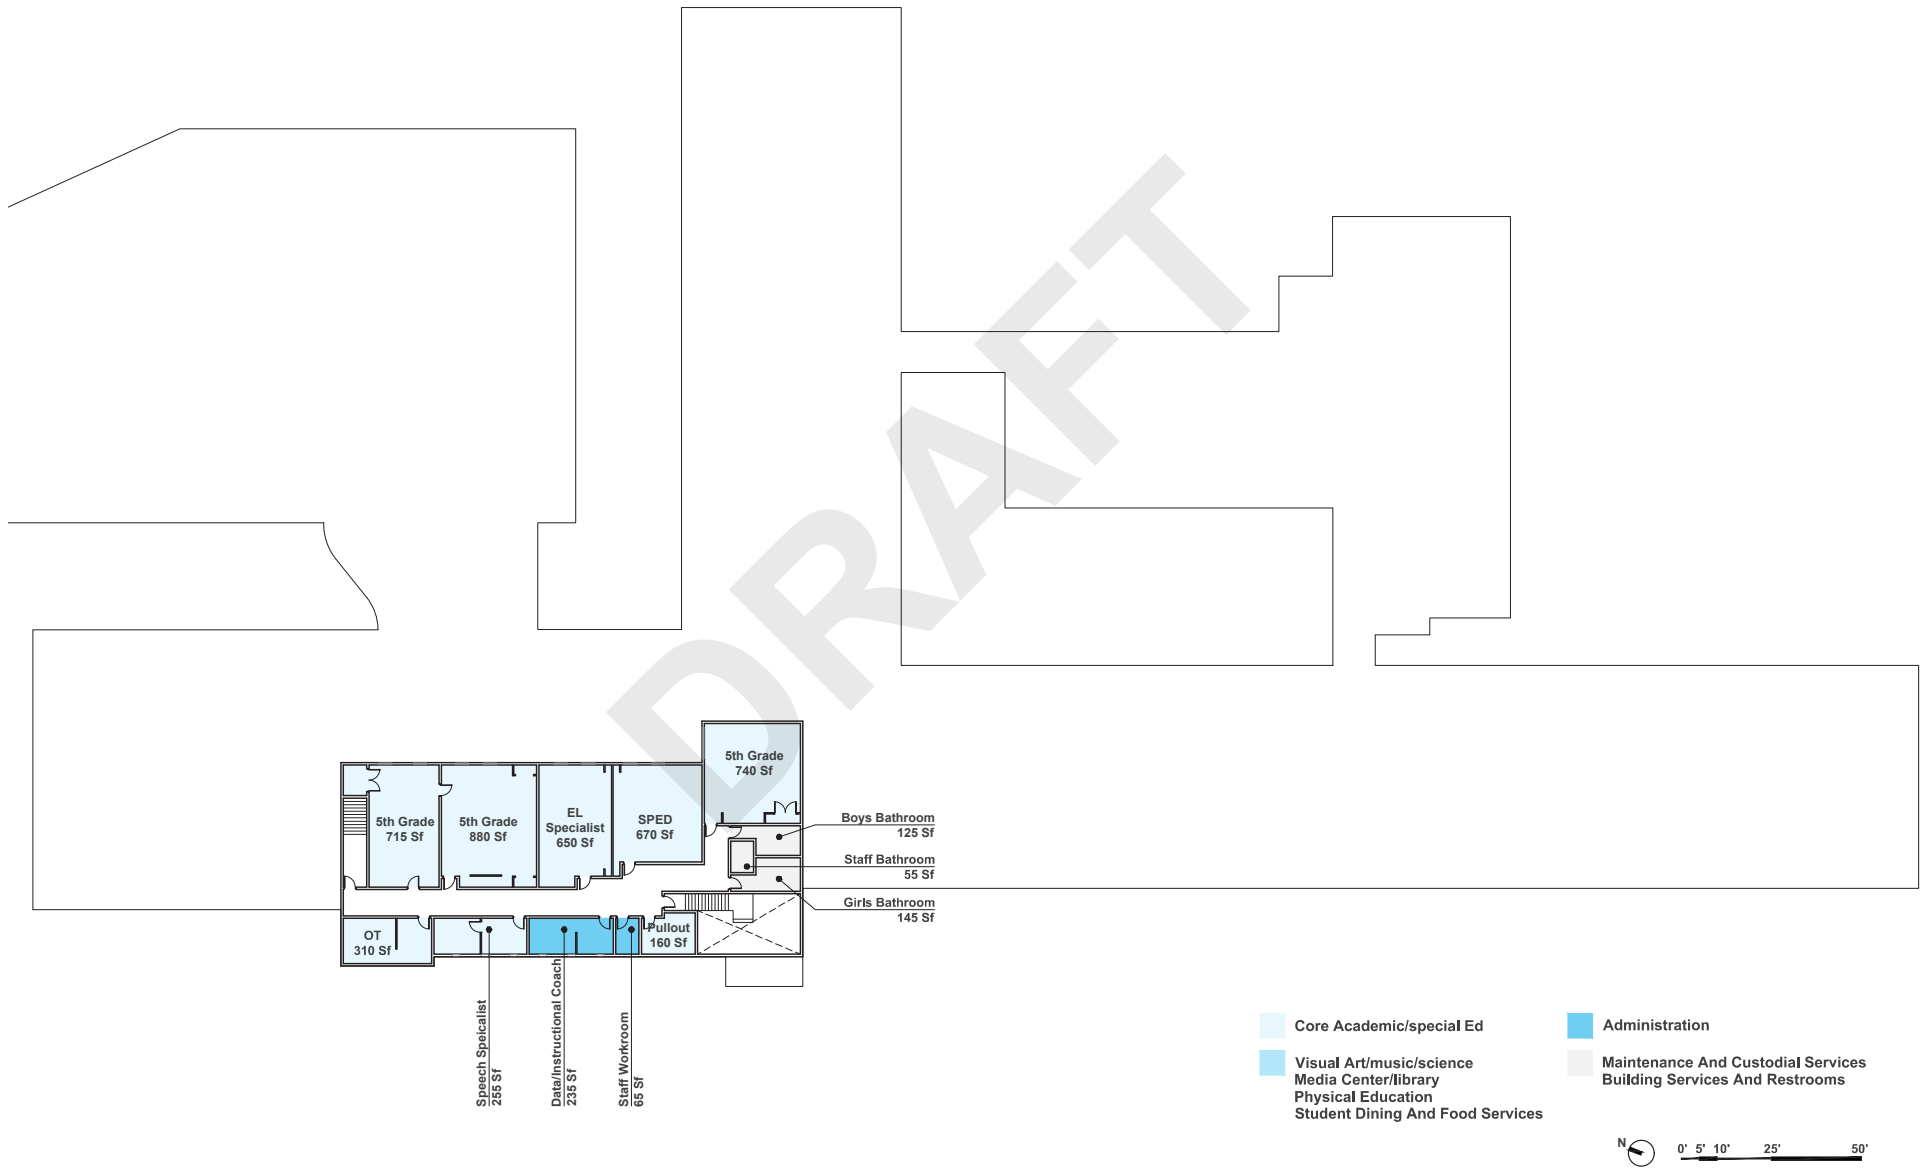 DRAFT
5th Grade
740 Sf
5th Grade
715 Sf
5th Grade
880 Sf
EL
Specialist
650 Sf
SPED
670 Sf
Boys Bathroom
125 Sf
Staff Bathroom
55 Sf
Girls Bathroom
145 Sf
OT
310 Sf
Pullout
160 Sf
Speech Speicalist
255 Sf
Data/Instructional Coach
235 Sf
Staff Workroom
65 Sf
Core Academic/special Ed
Visual Art/music/science
Media Center/library
Physical Education
Student Dining And Food Services
Administration
Maintenance And Custodial Services
Building Services And Restrooms
N
0' 5' 10' 25' 50'